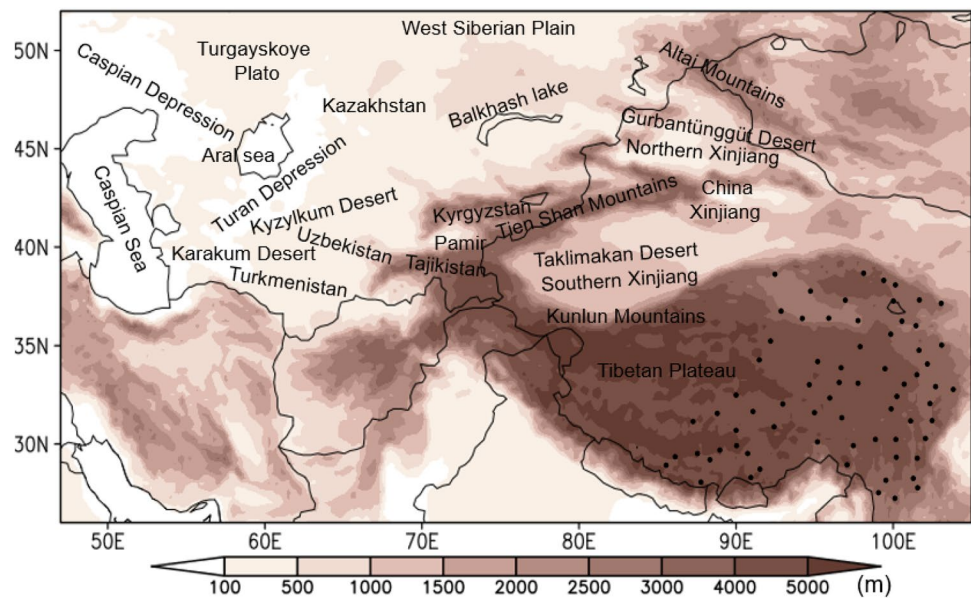 50N
45N
40N
35N
30N
West Siberian Plain
Turgayskoye
Plato
Caspian Depression
Altai Mountains
Kazakhstan
Balkhash lake
Gurbantünggüt Desert
Northern Xinjiang
Aral sea
Turan Depression
Caspian Sea
China
Xinjiang
Kyzylkum Desert
Kyrgyzstan
Tien Shan Mountains
Karakum Desert
Uzbekistan
Pamir
Tajikistan
Taklimakan Desert
Southern Xinjiang
Turkmenistan
Kunlun Mountains
Tibetan Plateau
50E 60E 70E 80E 90E 100E
100 500 1000 1500 2000 2500 3000 4000 5000 (m)